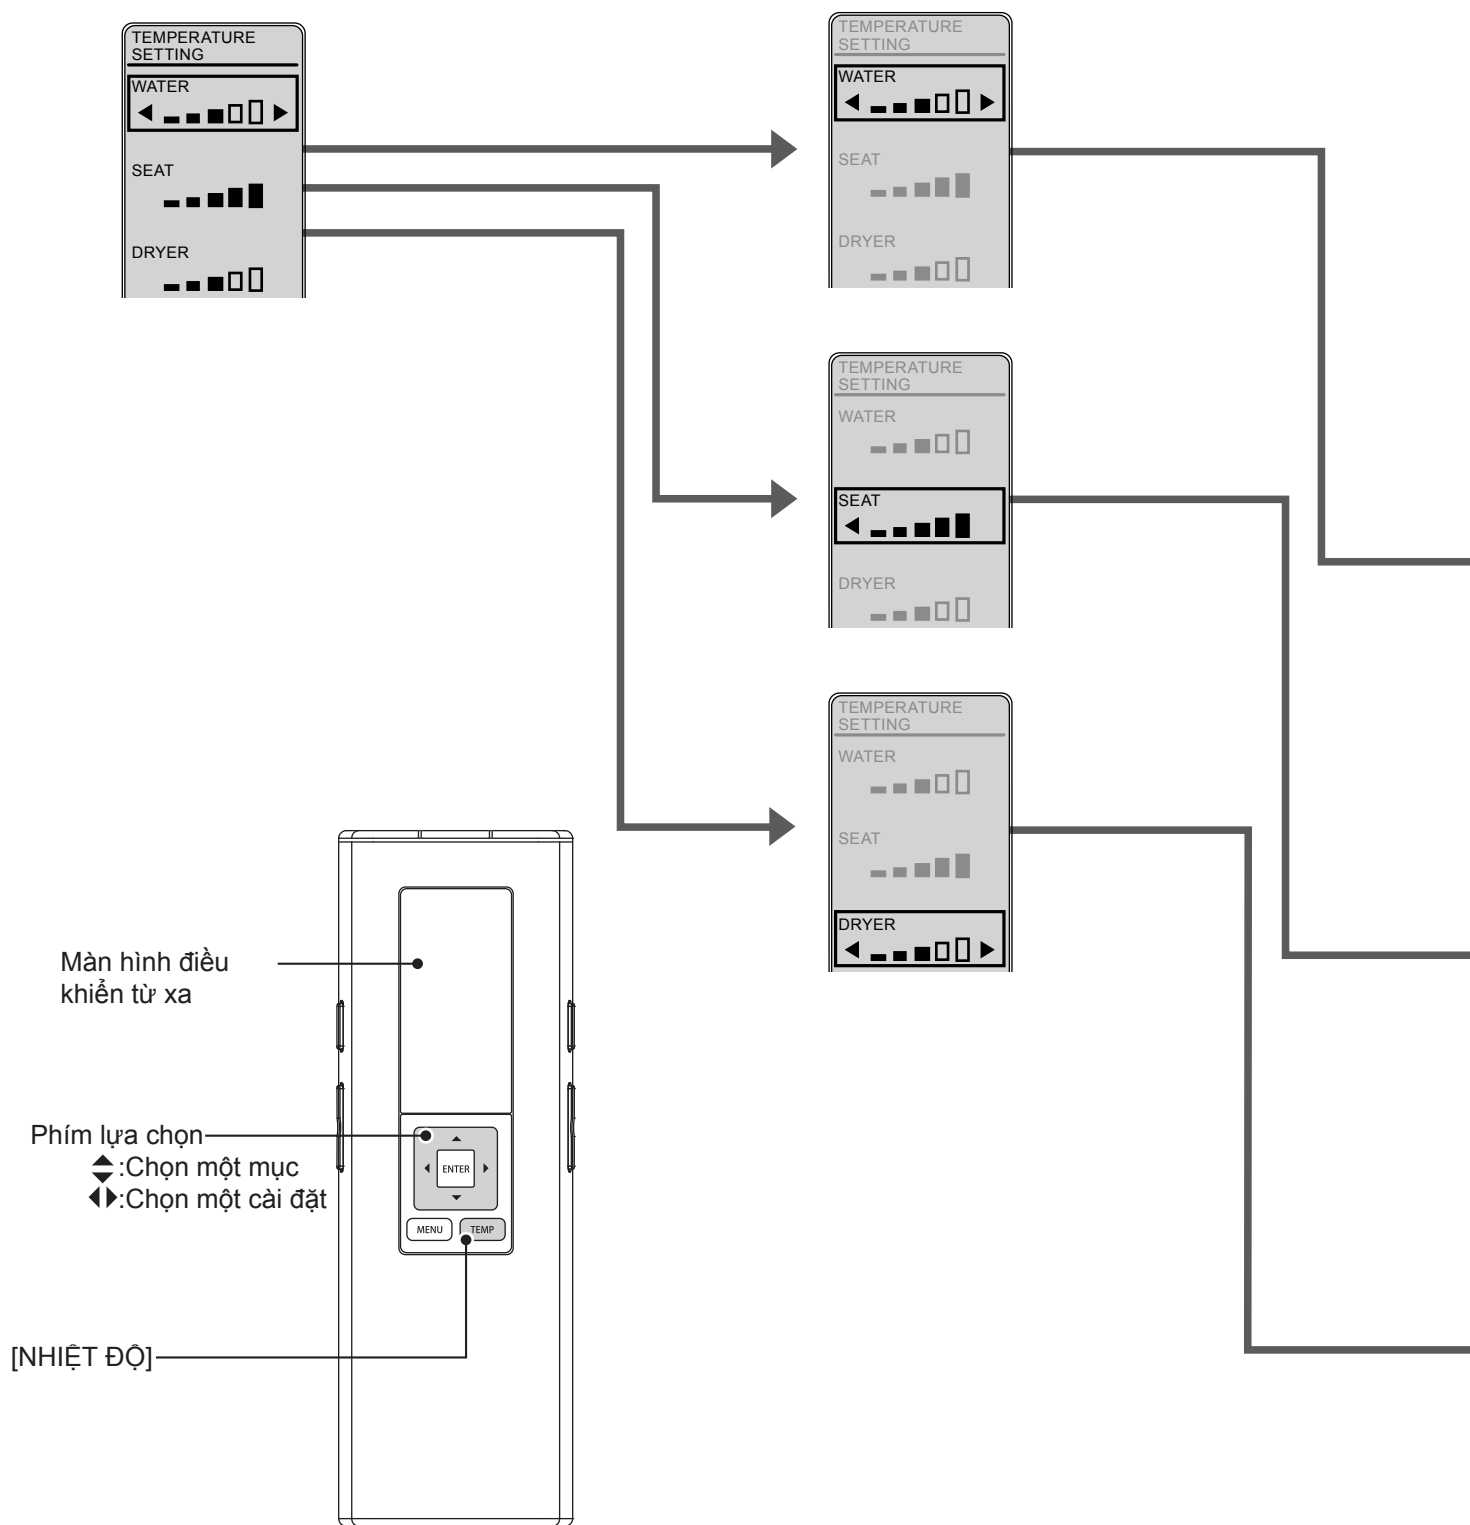 TEMPERATURE
SETTING
WATER
SEAT
DRYER
TEMPERATURE
SETTING
WATER
SEAT
DRYER
TEMPERATURE
SETTING
WATER
SEAT
DRYER
TEMPERATURE
SETTING
WATER
SEAT
DRYER
Màn hình điều
khiển từ xa
Phím lựa chọn
:Chọn một mục
:Chọn một cài đặt
ENTER
MENU TEMP
[NHIỆT ĐỘ]